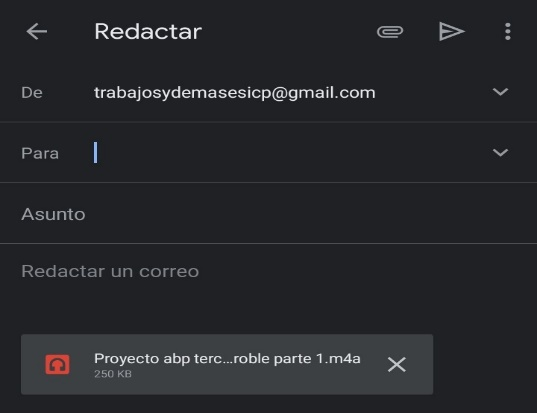 Redactar
De trabajosydemasesicp@gmail.com
Para
Asunto
Redactar un correo
Proyecto abp terc...roble parte 1.m4a
250 KB